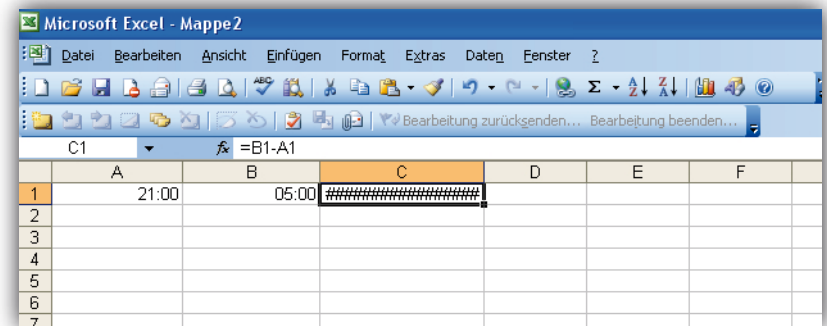 Microsoft Excel - Mappe2
Datei Bearbeiten Ansicht Einfügen Format Extras Daten Fenster ?
Bearbeitung zurücksenden... Bearbeitung beenden...
C1 fx =B1-A1
A B C D E F
1 21:00 05:00 ####################
2
3
4
5
6
7